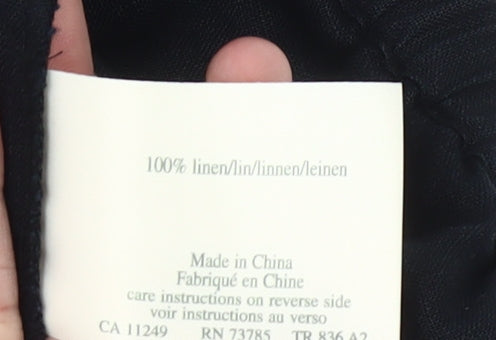 100% linen/lin/linnen/leinen
Made in China
Fabriqué en Chine
care instructions on reverse side
voir instructions au verso
CA 11249 RN 73785 TR 836 A2